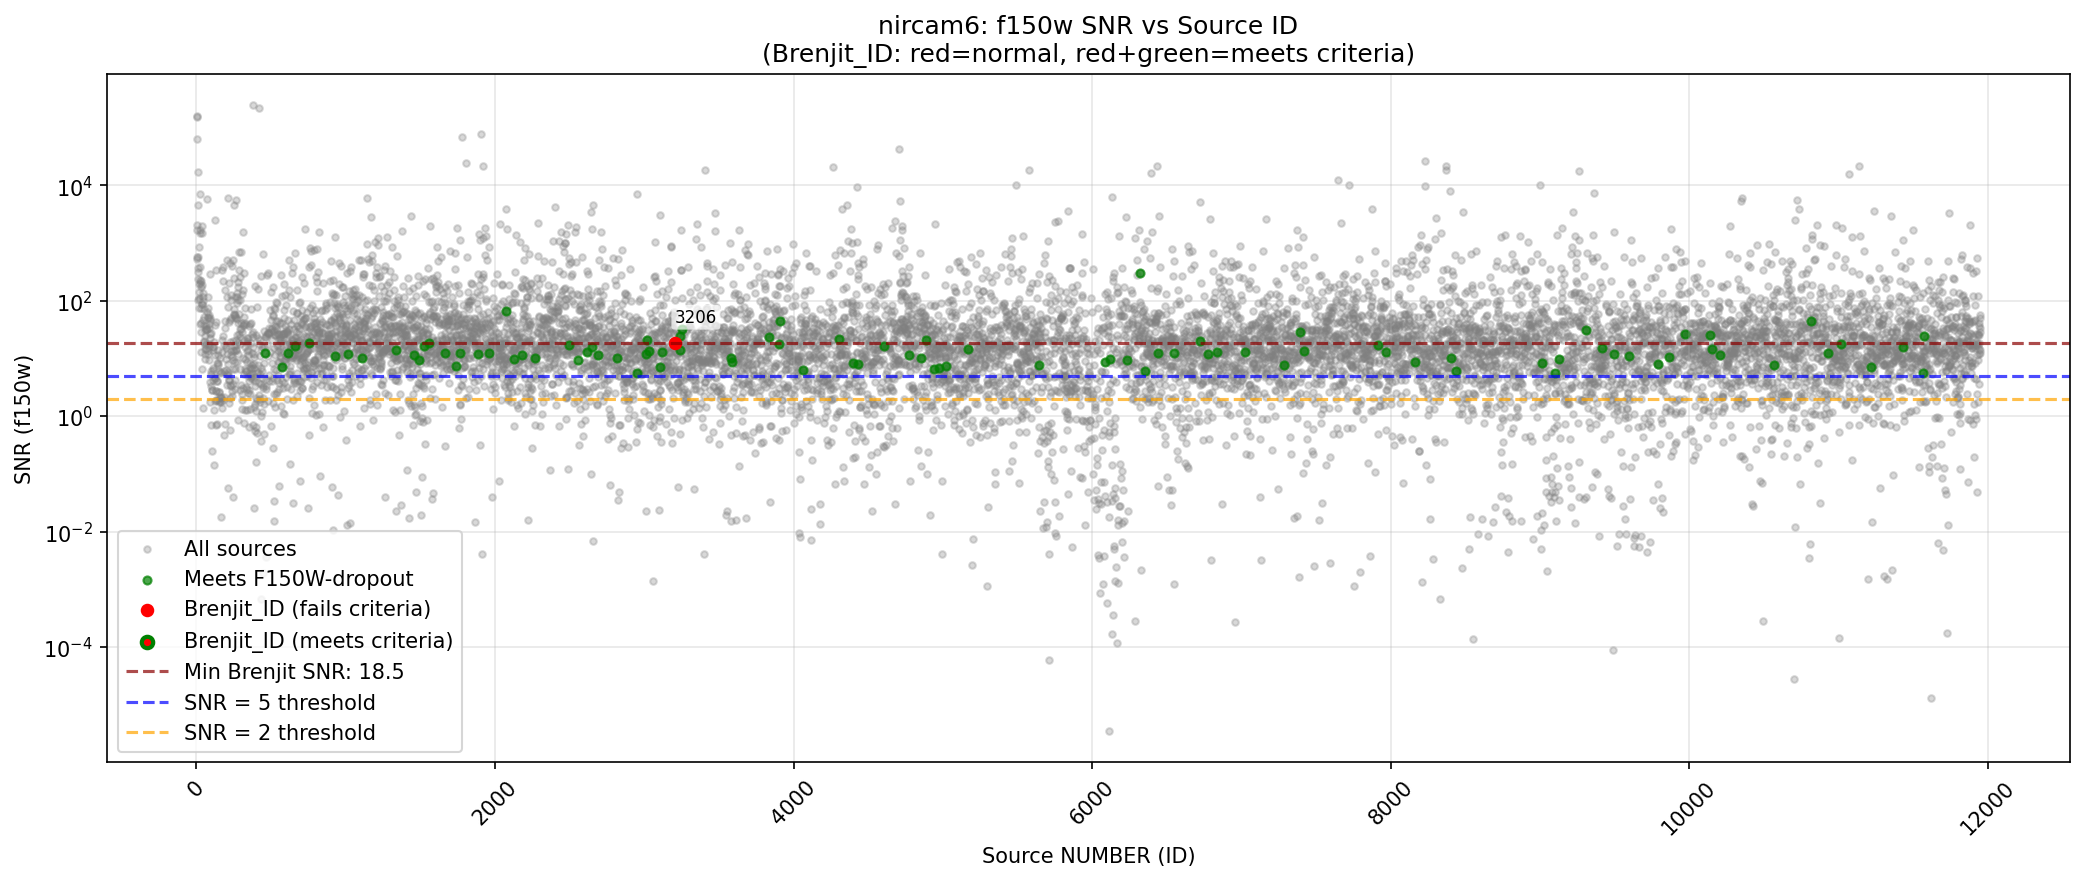 nircam6: f150w SNR vs Source ID
(Brenjit_ID: red=normal, red+green=meets criteria)
SNR (f150w)
10⁴
10²
10⁰
10⁻²
10⁻⁴
3206
All sources
Meets F150W-dropout
Brenjit_ID (fails criteria)
Brenjit_ID (meets criteria)
Min Brenjit SNR: 18.5
SNR = 5 threshold
SNR = 2 threshold
0
2000
4000
6000
8000
10000
12000
Source NUMBER (ID)